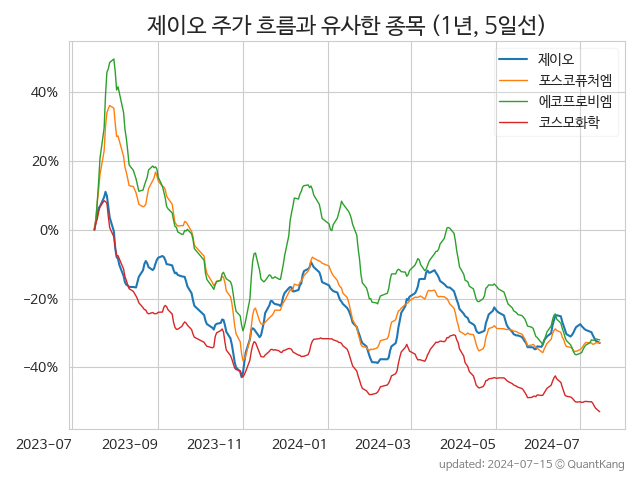 제이오 주가 흐름과 유사한 종목 (1년, 5일선)
제이오
포스코퓨처엠
에코프로비엠
코스모화학
40%
20%
0%
−20%
−40%
2023-07 2023-09 2023-11 2024-01 2024-03 2024-05 2024-07
updated: 2024-07-15 © QuantKang